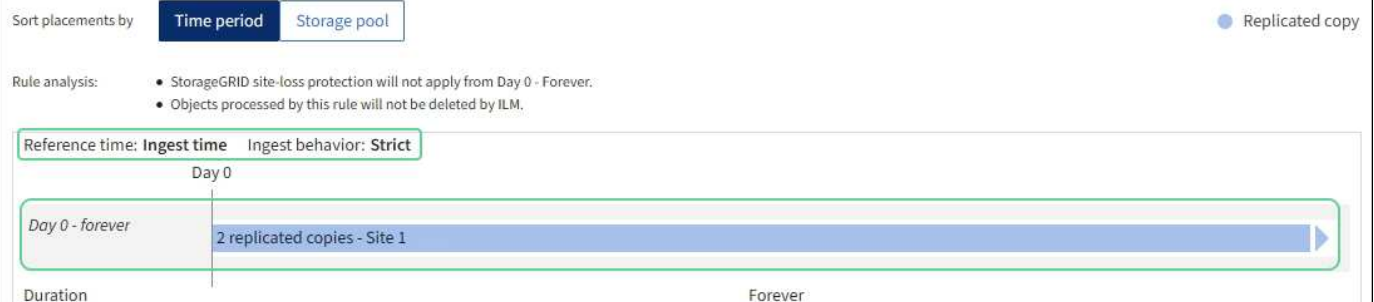 Sort placements by Time period Storage pool Replicated copy
Rule analysis: • StorageGRID site-loss protection will not apply from Day 0 - Forever.
• Objects processed by this rule will not be deleted by ILM.
Reference time: Ingest time Ingest behavior: Strict
Day 0
Day 0 - forever
2 replicated copies - Site 1
Duration Forever